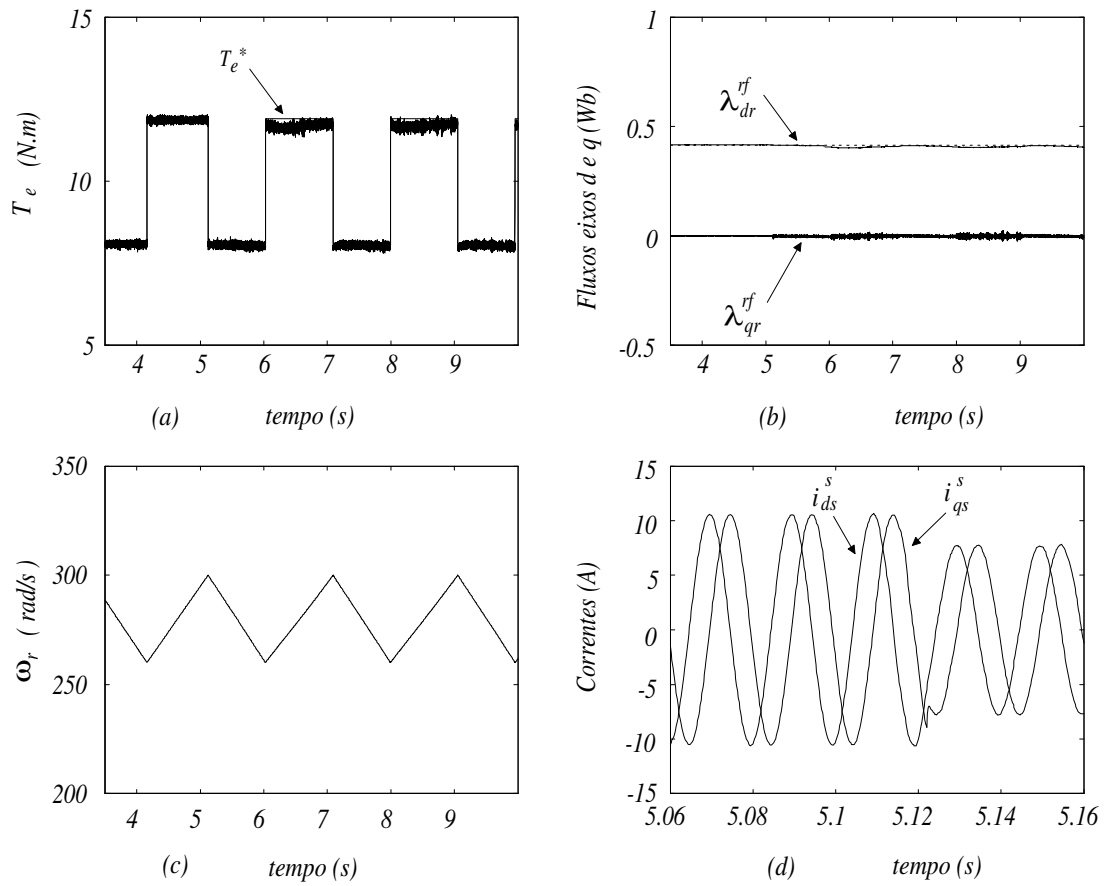 15
10
5
T e (N.m)
T_e^*
4 5 6 7 8 9
(a) tempo (s)
1
0.5
0
-0.5
Fluxos eixos d e q (Wb)
λ_dr^rf
λ_qr^rf
4 5 6 7 8 9
(b) tempo (s)
350
300
250
200
ω_r ( rad/s )
4 5 6 7 8 9
(c) tempo (s)
15
10
5
0
-5
-10
-15
Correntes (A)
i_ds^s
i_qs^s
5.06 5.08 5.1 5.12 5.14 5.16
(d) tempo (s)